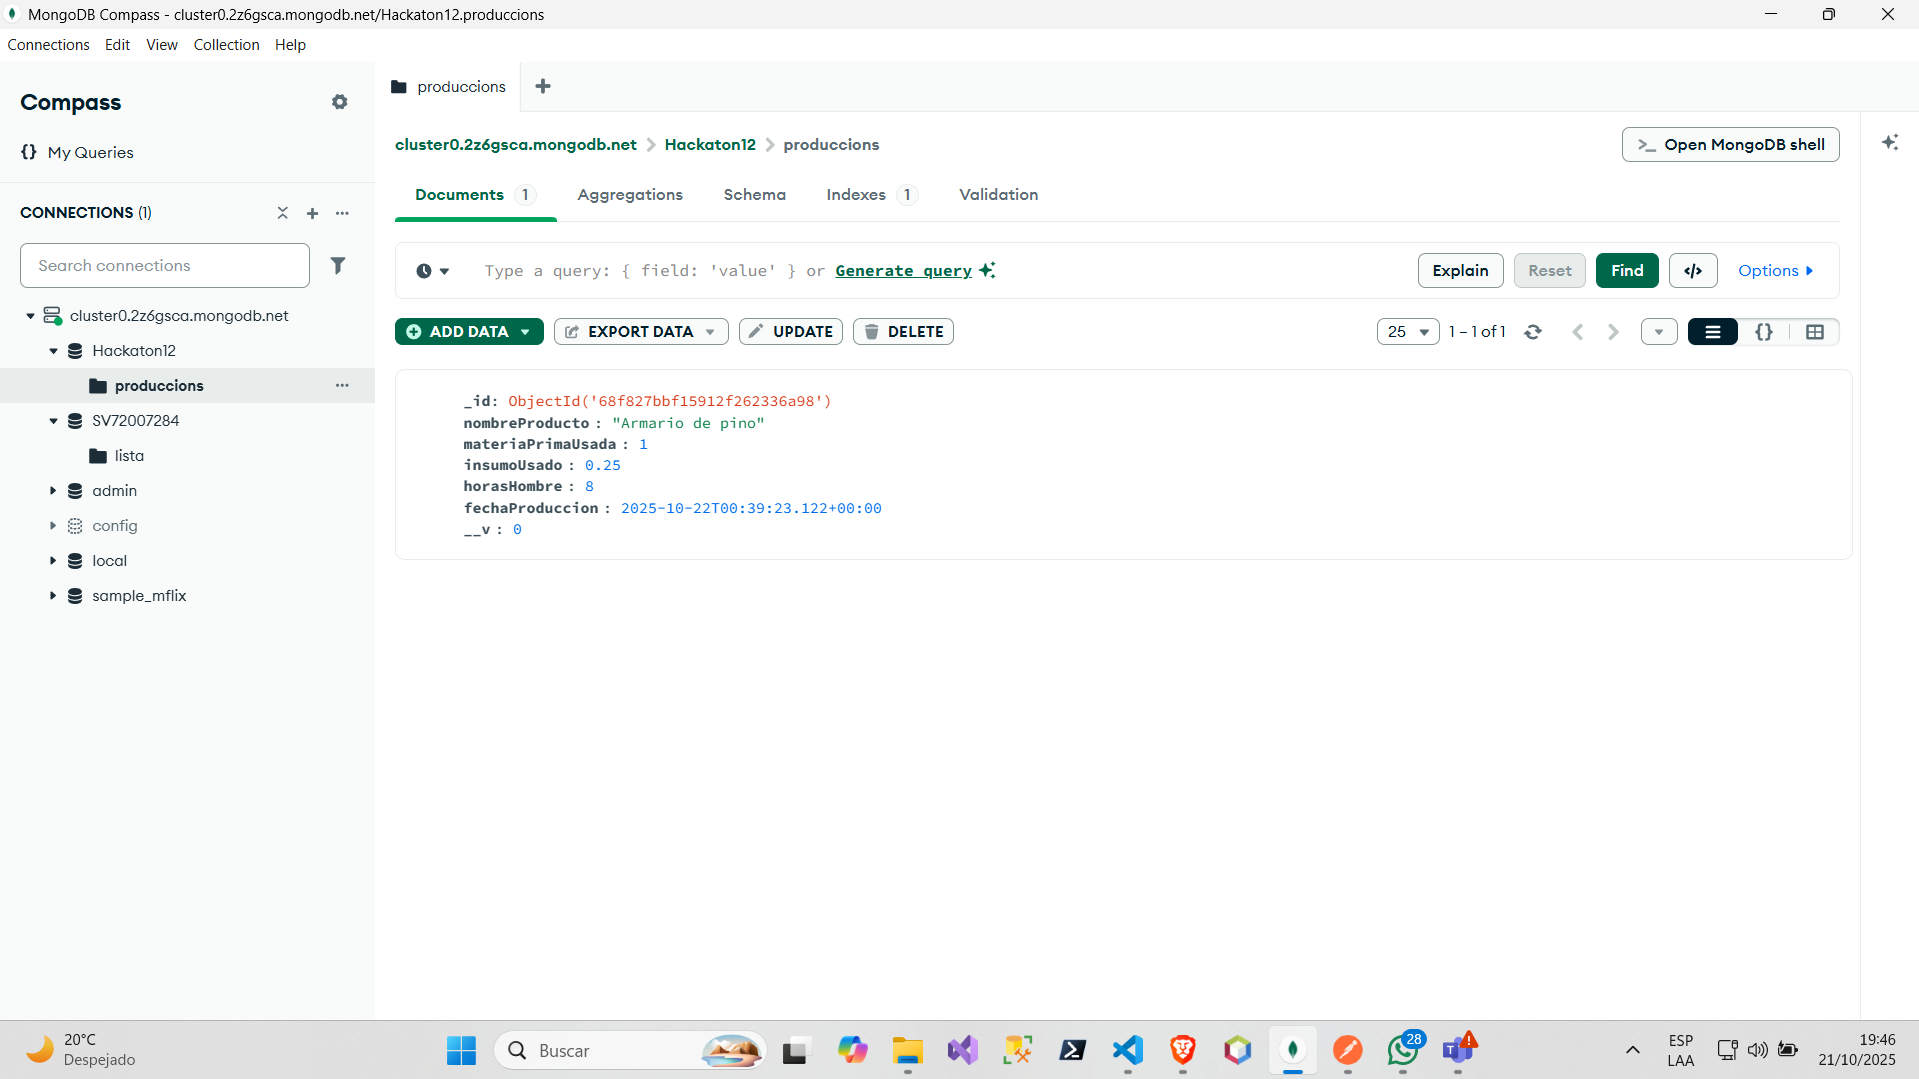 MongoDB Compass - cluster0.2z6gsca.mongodb.net/Hackaton12.produccions
Connections Edit View Collection Help
Compass
{} My Queries
CONNECTIONS (1)
Search connections
cluster0.2z6gsca.mongodb.net
Hackaton12
produccions
SV72007284
lista
admin
config
local
sample_mflix
produccions
cluster0.2z6gsca.mongodb.net > Hackaton12 > produccions
>_ Open MongoDB shell
Documents 1 Aggregations Schema Indexes 1 Validation
Type a query: { field: 'value' } or Generate query
Explain Reset Find </> Options
ADD DATA EXPORT DATA UPDATE DELETE
25 1 – 1 of 1 {}
_id: ObjectId('68f827bbf15912f262336a98')
nombreProducto : "Armario de pino"
materiaPrimaUsada : 1
insumoUsado : 0.25
horasHombre : 8
fechaProduccion : 2025-10-22T00:39:23.122+00:00
__v : 0
20°C
Despejado
Buscar
28
ESP
LAA
19:46
21/10/2025